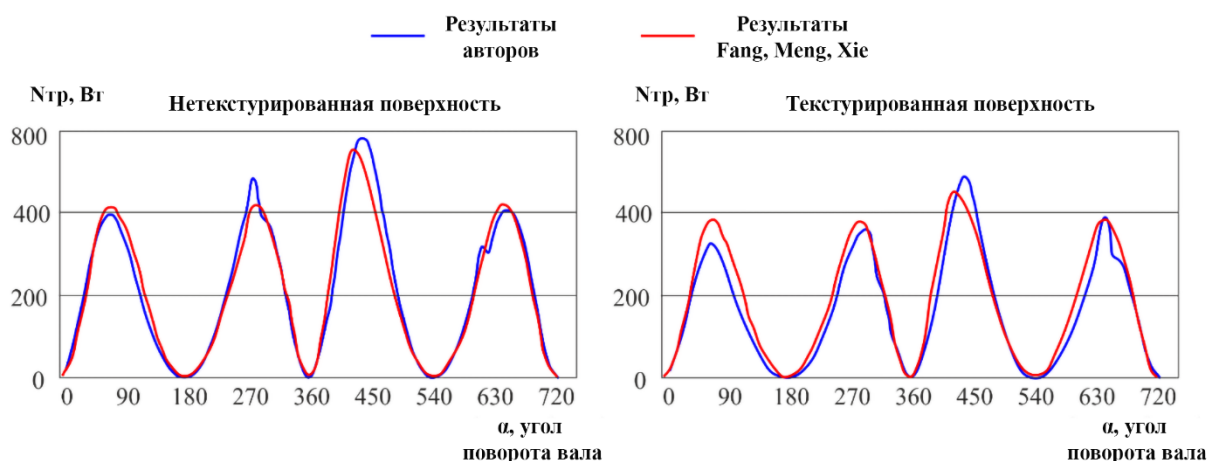 Результаты
авторов
Результаты
Fang, Meng, Xie
Nтр, Вт
Нетекстурированная поверхность
800
400
200
0
0 90 180 270 360 450 540 630 720
α, угол
поворота вала
Nтр, Вт
Текстурированная поверхность
800
400
200
0
0 90 180 270 360 450 540 630 720
α, угол
поворота вала